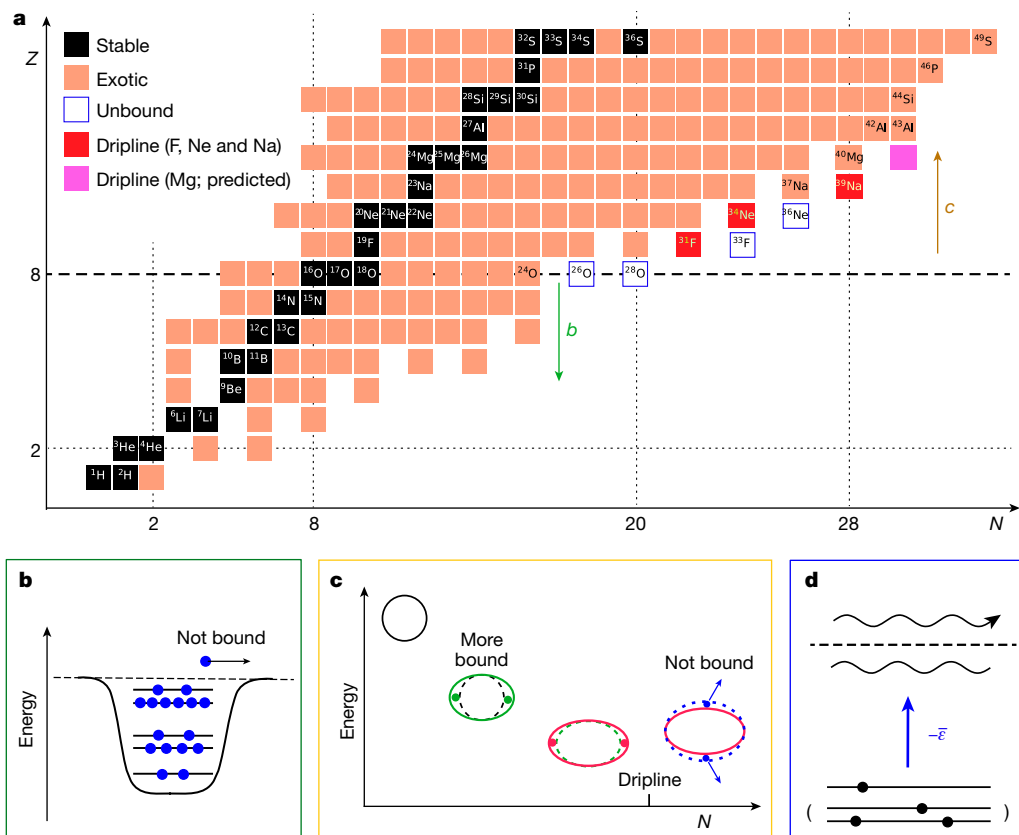 a
Z
Stable
Exotic
Unbound
Dripline (F, Ne and Na)
Dripline (Mg; predicted)
³²S ³³S ³⁴S ³⁶S ⁴⁹S
³¹P ⁴⁶P
²⁸Si ²⁹Si ³⁰Si ⁴⁴Si
²⁷Al ⁴²Al ⁴³Al
²⁴Mg ²⁵Mg ²⁶Mg ⁴⁰Mg
²³Na ³⁷Na ³⁹Na
²⁰Ne ²¹Ne ²²Ne ³⁴Ne ³⁶Ne
¹⁹F ³¹F ³³F
c
8 ¹⁶O ¹⁷O ¹⁸O ²⁴O ²⁶O ²⁸O
¹⁴N ¹⁵N
b
¹²C ¹³C
¹⁰B ¹¹B
⁹Be
⁶Li ⁷Li
2 ³He ⁴He
¹H ²H
2 8 20 28 N
b
Not bound
Energy
c
More
bound
Not bound
Energy
Dripline
N
d
−ε̅
( )